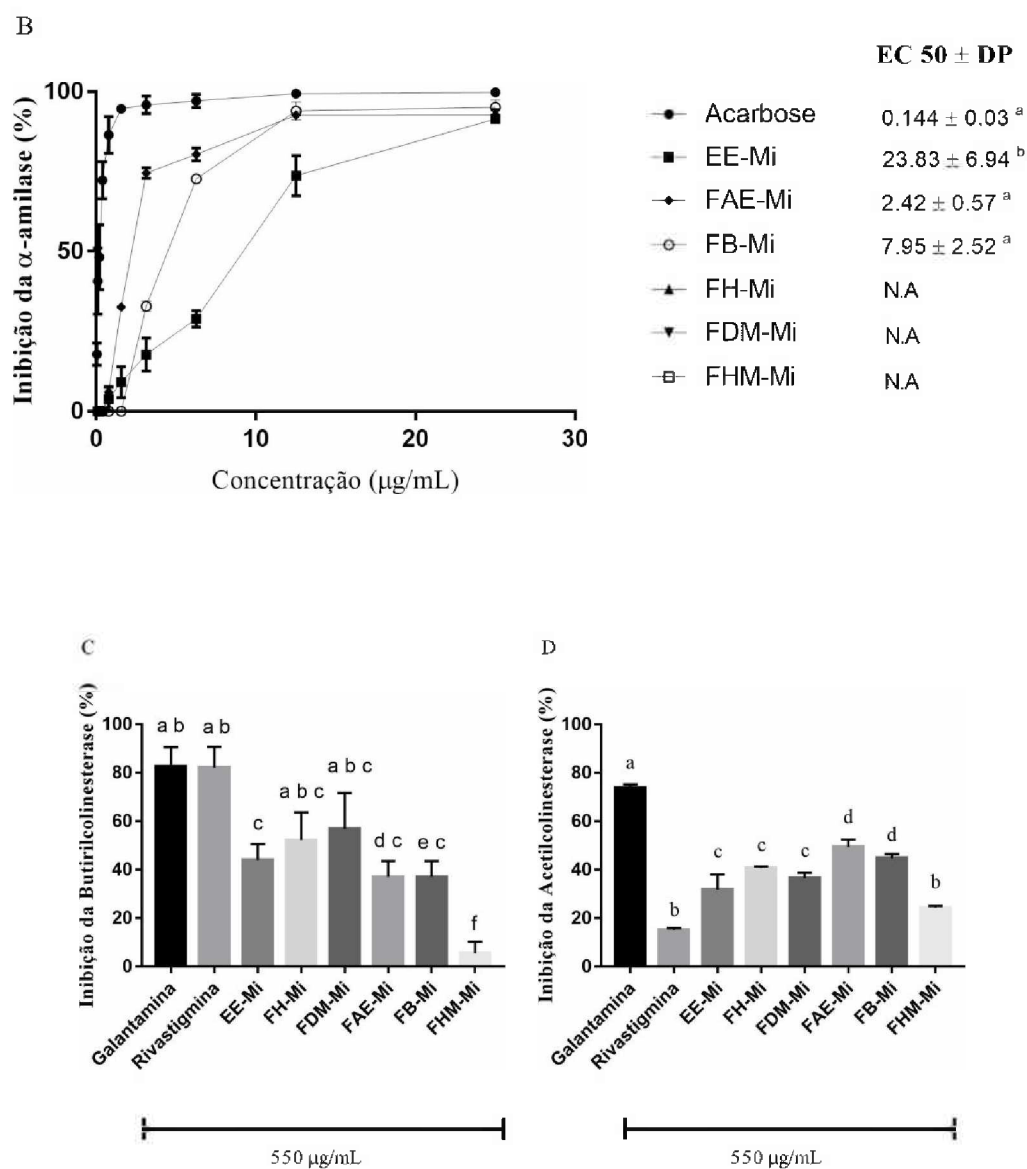 B
EC 50 ± DP
Acarbose 0.144 ± 0.03 a
EE-Mi 23.83 ± 6.94 b
FAE-Mi 2.42 ± 0.57 a
FB-Mi 7.95 ± 2.52 a
FH-Mi N.A
FDM-Mi N.A
FHM-Mi N.A
Inibição da α-amilase (%)
100
50
0
0 10 20 30
Concentração (µg/mL)
C
Inibição da Butirilcolinesterase (%)
100
80
60
40
20
0
a b a b c a b c a b c d c e c f
Galantamina Rivastigmina EE-Mi FH-Mi FDM-Mi FAE-Mi FB-Mi FHM-Mi
550 µg/mL
D
Inibição da Acetilcolinesterase (%)
100
80
60
40
20
0
a b c c c d d b
Galantamina Rivastigmina EE-Mi FH-Mi FDM-Mi FAE-Mi FB-Mi FHM-Mi
550 µg/mL